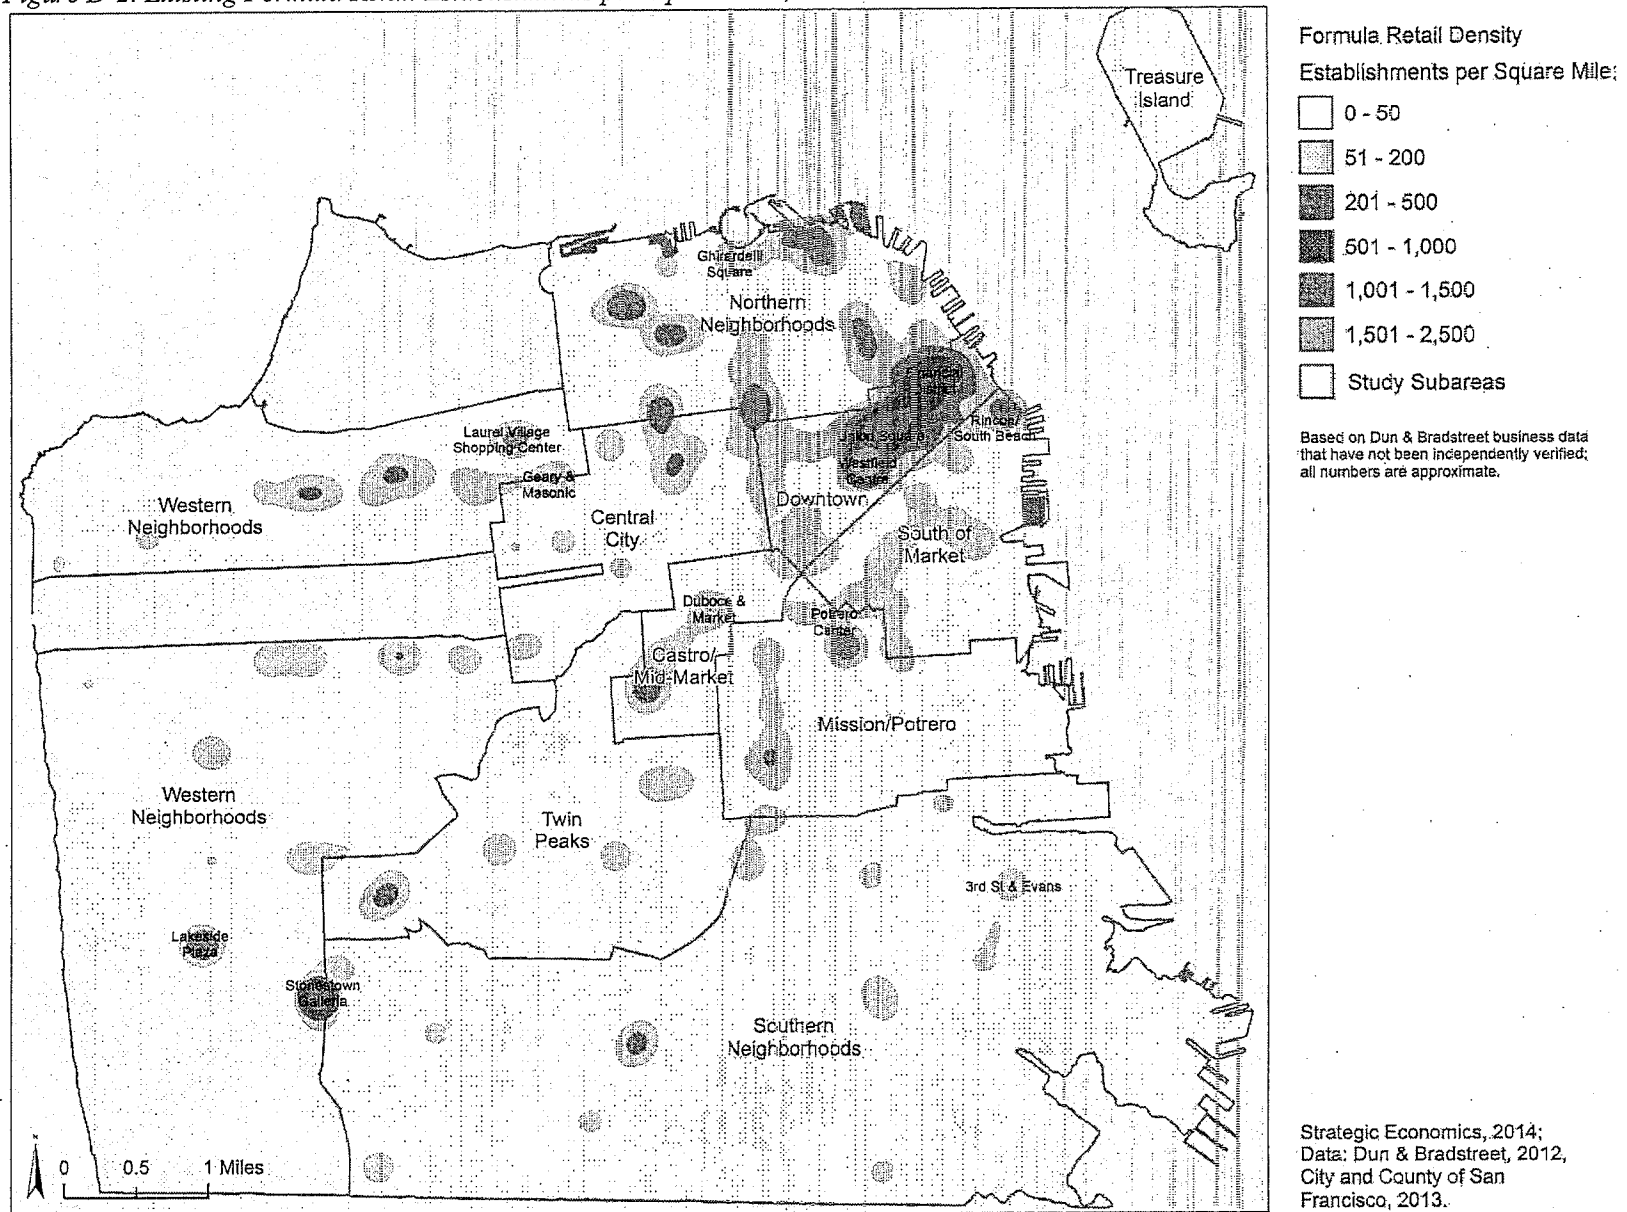 Formula Retail Density
Establishments per Square Mile:
0 - 50
51 - 200
201 - 500
501 - 1,000
1,001 - 1,500
1,501 - 2,500
Study Subareas
Based on Dun & Bradstreet business data
that have not been independently verified;
all numbers are approximate.
Treasure
Island
Ghirardelli
Square
Northern
Neighborhoods
Financial
Rincon/
South Beach
Union Square
Westfield
Centre
Laurel Village
Shopping Center
Geary &
Masonic
Western
Neighborhoods
Central
City
Downtown
South of
Market
Duboce &
Market
Potrero
Center
Castro/
Mid-Market
Mission/Potrero
Western
Neighborhoods
Twin
Peaks
3rd St & Evans
Lakeside
Plaza
Stonestown
Galleria
Southern
Neighborhoods
N
0 0.5 1 Miles
Strategic Economics, 2014;
Data: Dun & Bradstreet, 2012,
City and County of San
Francisco, 2013.